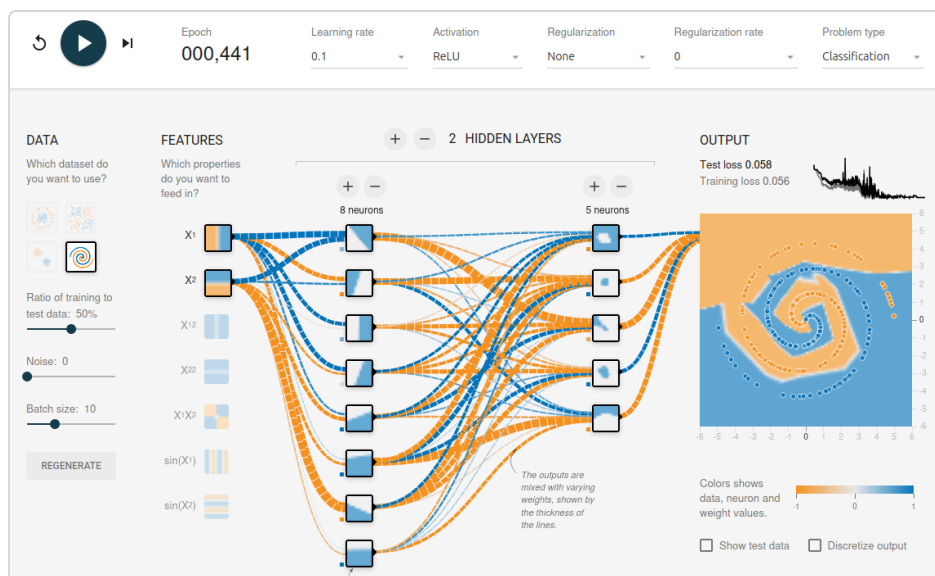 Epoch
000,441
Learning rate
0.1
Activation
ReLU
Regularization
None
Regularization rate
0
Problem type
Classification
DATA
Which dataset do
you want to use?
Ratio of training to
test data: 50%
Noise: 0
Batch size: 10
REGENERATE
FEATURES
Which properties
do you want to
feed in?
X1
X2
X12
X22
X1X2
sin(X1)
sin(X2)
+ − 2 HIDDEN LAYERS
+ −
8 neurons
+ −
5 neurons
The outputs are
mixed with varying
weights, shown by
the thickness of
the lines.
OUTPUT
Test loss 0.058
Training loss 0.056
6
5
4
3
2
1
0
-1
-2
-3
-4
-5
-6
-6 -5 -4 -3 -2 -1 0 1 2 3 4 5 6
Colors shows
data, neuron and
weight values.
-1 0 1
Show test data
Discretize output